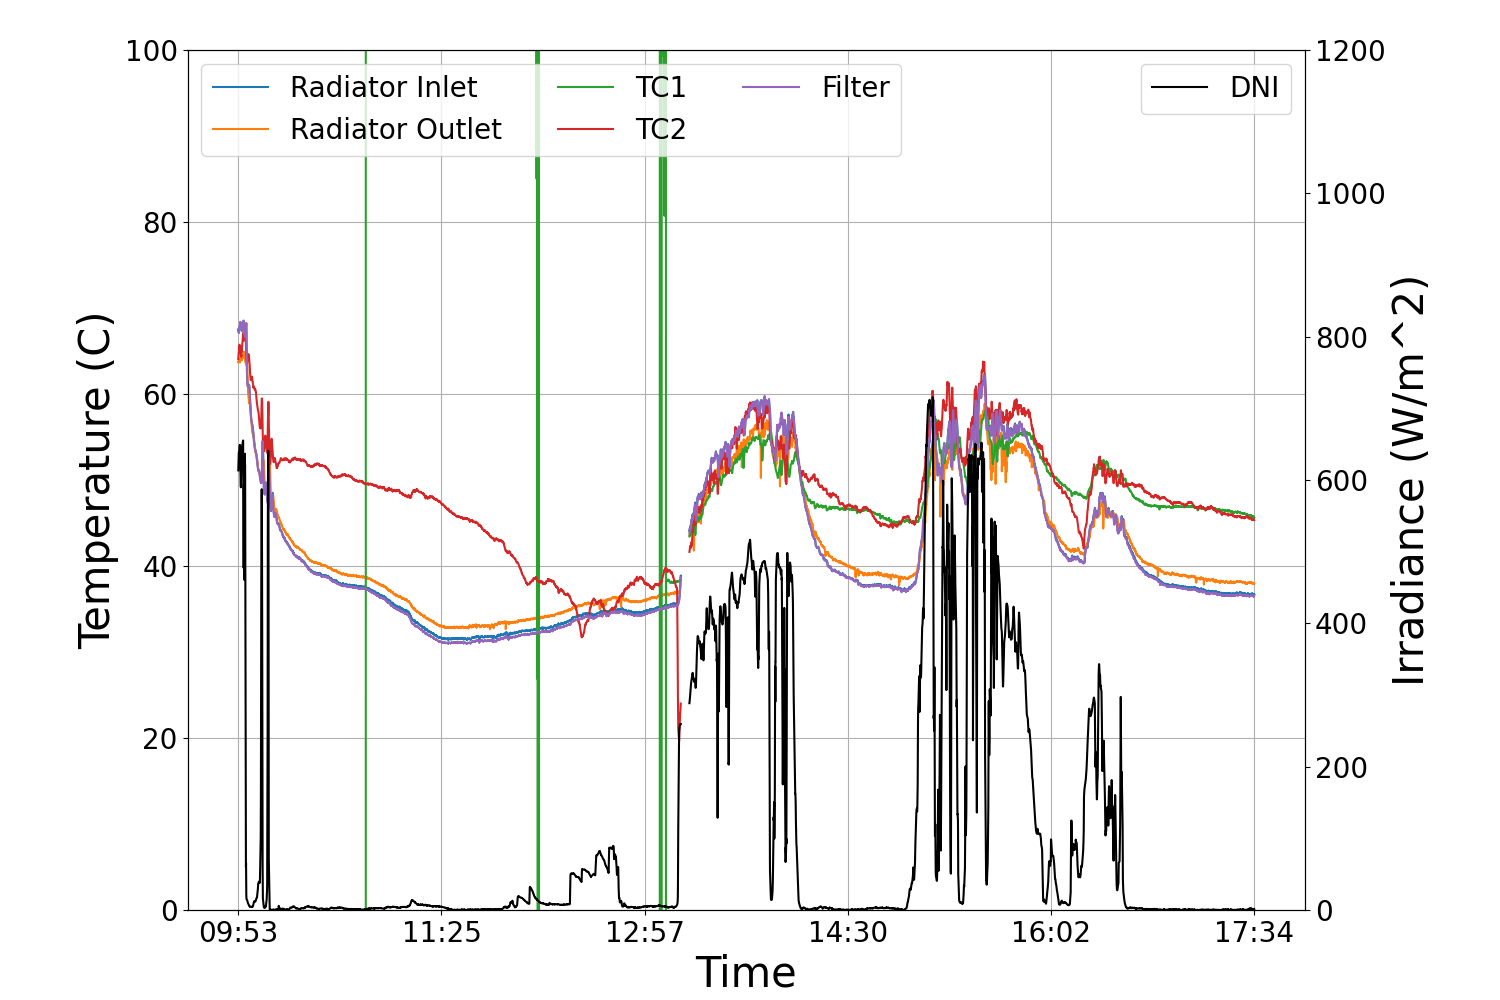 100
80
60
40
20
0
Temperature (C)
Radiator Inlet
Radiator Outlet
TC1
TC2
Filter
DNI
1200
1000
800
600
400
200
0
Irradiance (W/m^2)
09:53 11:25 12:57 14:30 16:02 17:34
Time